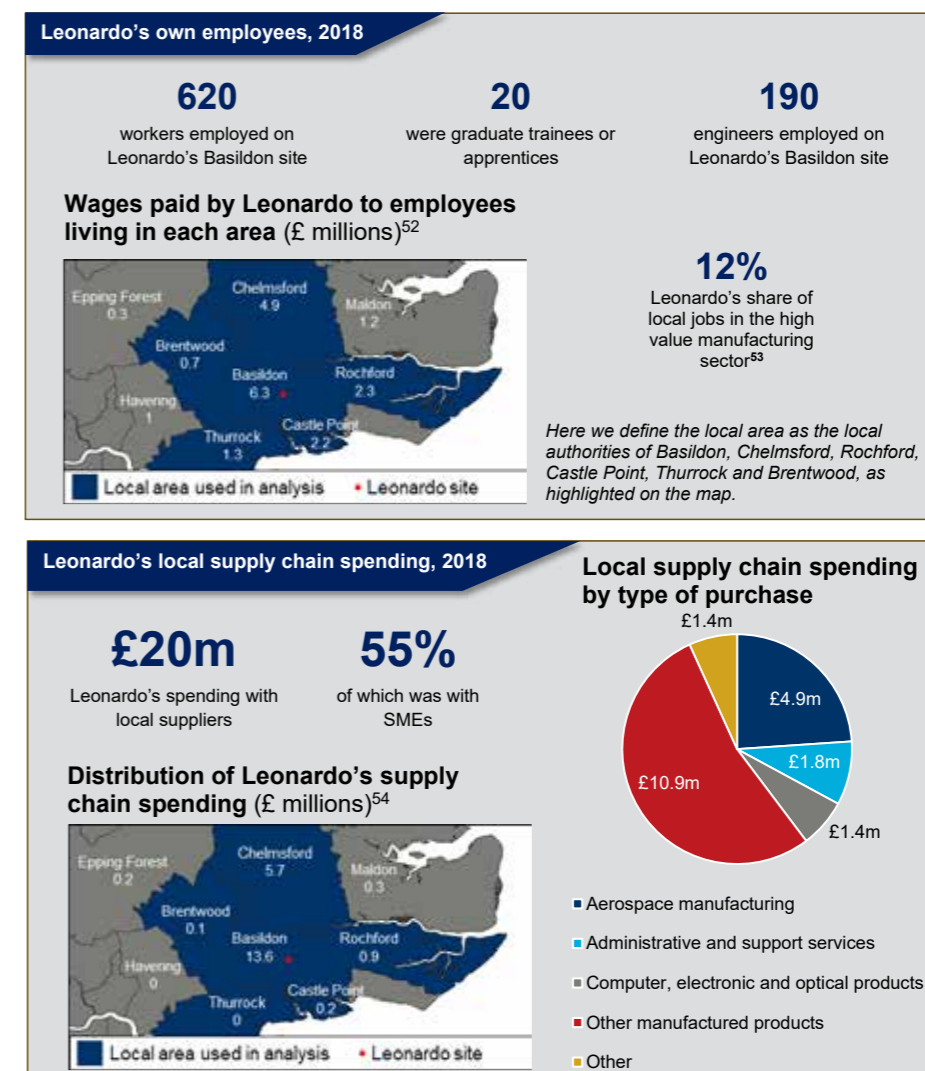 Leonardo's own employees, 2018
620
workers employed on
Leonardo's Basildon site
20
were graduate trainees or
apprentices
190
engineers employed on
Leonardo's Basildon site
Wages paid by Leonardo to employees
living in each area (£ millions)52
Epping Forest
0.3
Chelmsford
4.9
Maldon
1.2
Brentwood
0.7
Basildon
6.3
Rochford
2.3
Havering
1
Thurrock
1.3
Castle Point
2.2
Local area used in analysis
Leonardo site
12%
Leonardo's share of
local jobs in the high
value manufacturing
sector53
Here we define the local area as the local
authorities of Basildon, Chelmsford, Rochford,
Castle Point, Thurrock and Brentwood, as
highlighted on the map.
Leonardo's local supply chain spending, 2018
£20m
Leonardo's spending with
local suppliers
55%
of which was with
SMEs
Distribution of Leonardo's supply
chain spending (£ millions)54
Epping Forest
0.2
Chelmsford
5.7
Maldon
0.3
Brentwood
0.1
Basildon
13.6
Rochford
0.9
Havering
0
Thurrock
0
Castle Point
0.2
Local area used in analysis
Leonardo site
Local supply chain spending
by type of purchase
£1.4m
£4.9m
£1.8m
£10.9m
£1.4m
Aerospace manufacturing
Administrative and support services
Computer, electronic and optical products
Other manufactured products
Other